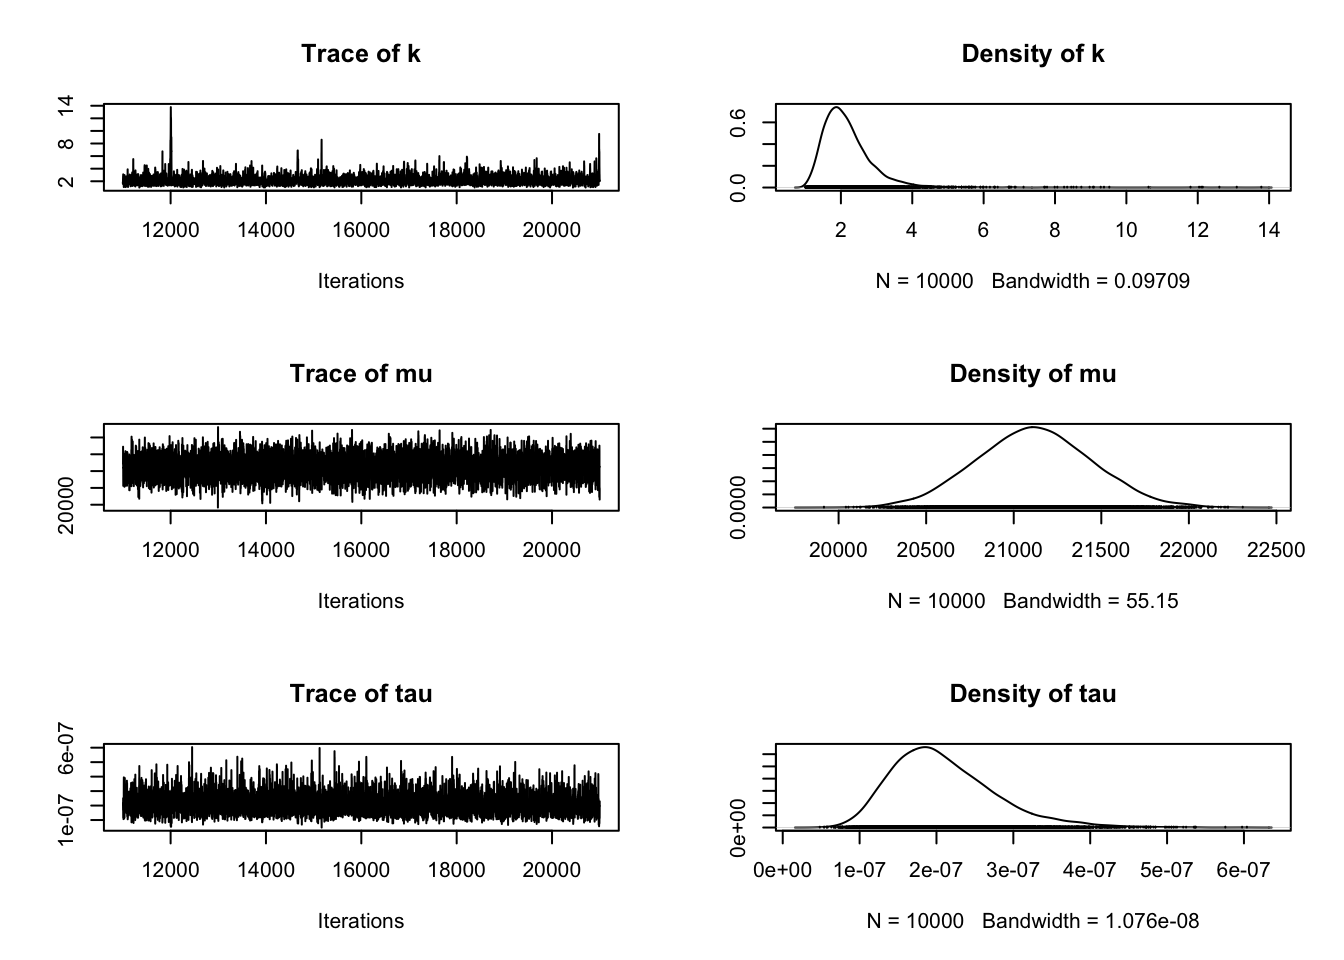 Trace of k
14
8
2
12000 14000 16000 18000 20000
Iterations
Density of k
0.6
0.0
2 4 6 8 10 12 14
N = 10000 Bandwidth = 0.09709
Trace of mu
20000
12000 14000 16000 18000 20000
Iterations
Density of mu
0.0000
20000 20500 21000 21500 22000 22500
N = 10000 Bandwidth = 55.15
Trace of tau
6e-07
1e-07
12000 14000 16000 18000 20000
Iterations
Density of tau
0e+00
0e+00 1e-07 2e-07 3e-07 4e-07 5e-07 6e-07
N = 10000 Bandwidth = 1.076e-08